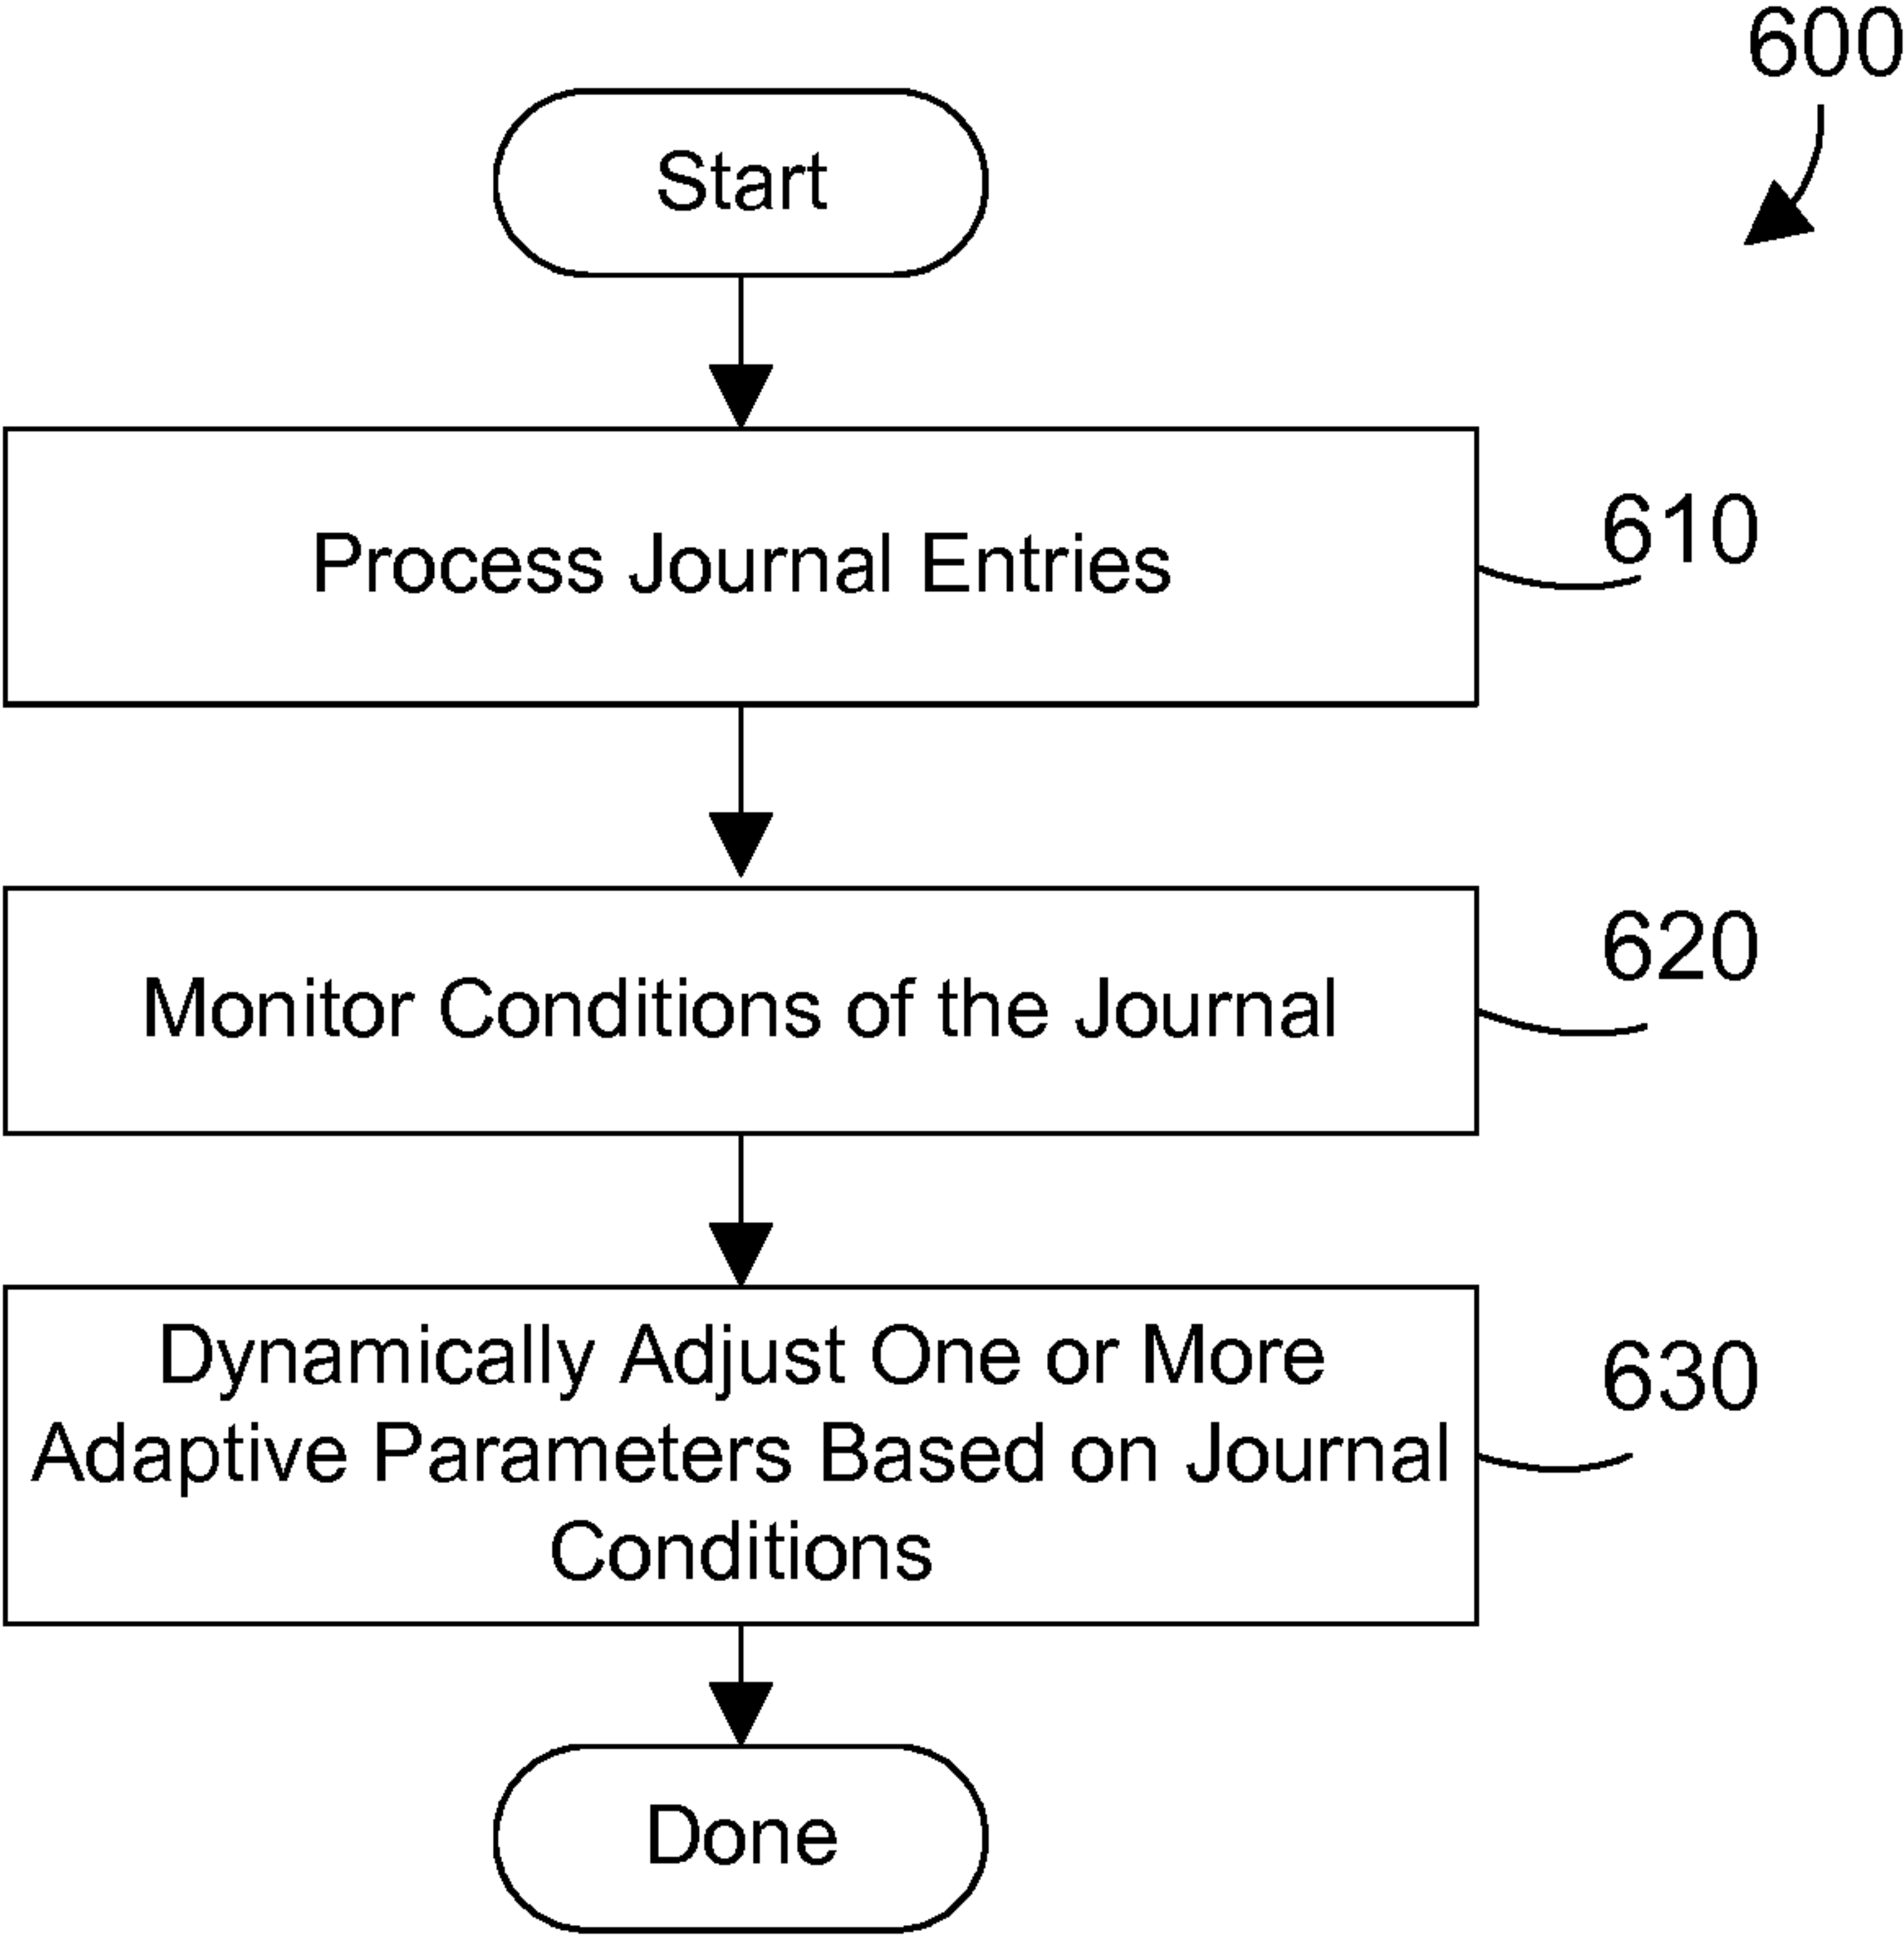 600
Start
Process Journal Entries
610
Monitor Conditions of the Journal
620
Dynamically Adjust One or More
Adaptive Parameters Based on Journal
Conditions
630
Done